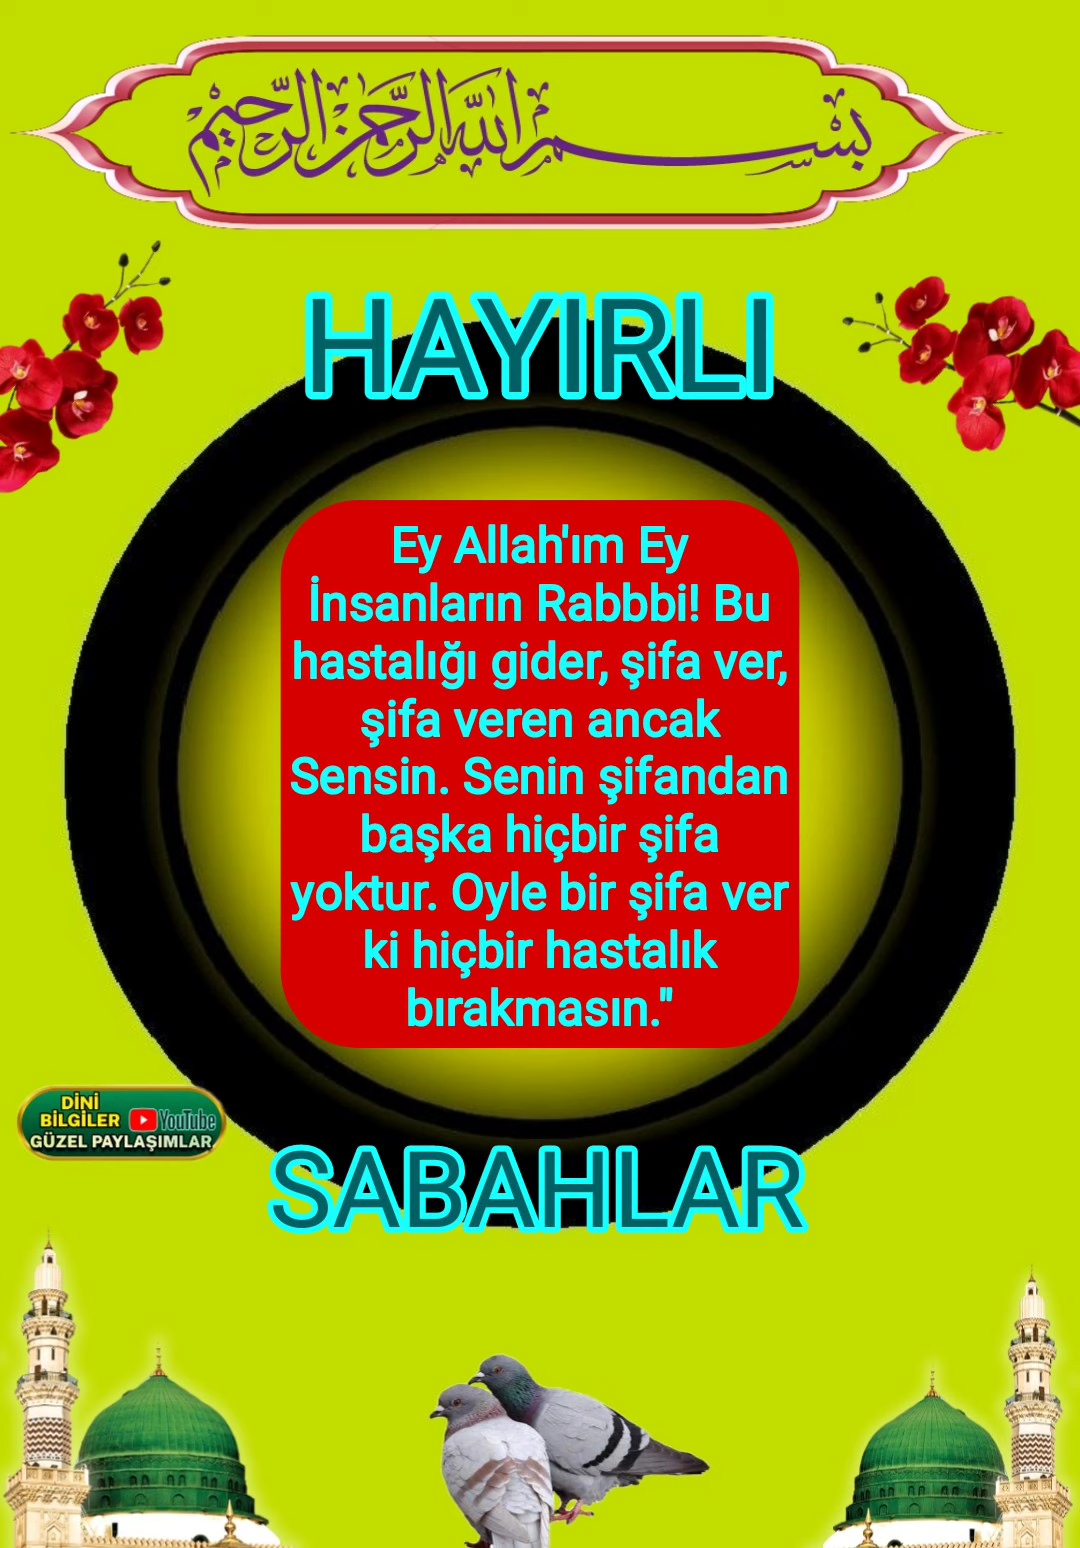 بسم الله الرحمن الرحيم
HAYIRLI
Ey Allah'ım Ey
İnsanların Rabbbi! Bu
hastalığı gider, şifa ver,
şifa veren ancak
Sensin. Senin şifandan
başka hiçbir şifa
yoktur. Oyle bir şifa ver
ki hiçbir hastalık
bırakmasın."
DİNİ
BİLGİLER YouTube
GÜZEL PAYLAŞIMLAR
SABAHLAR